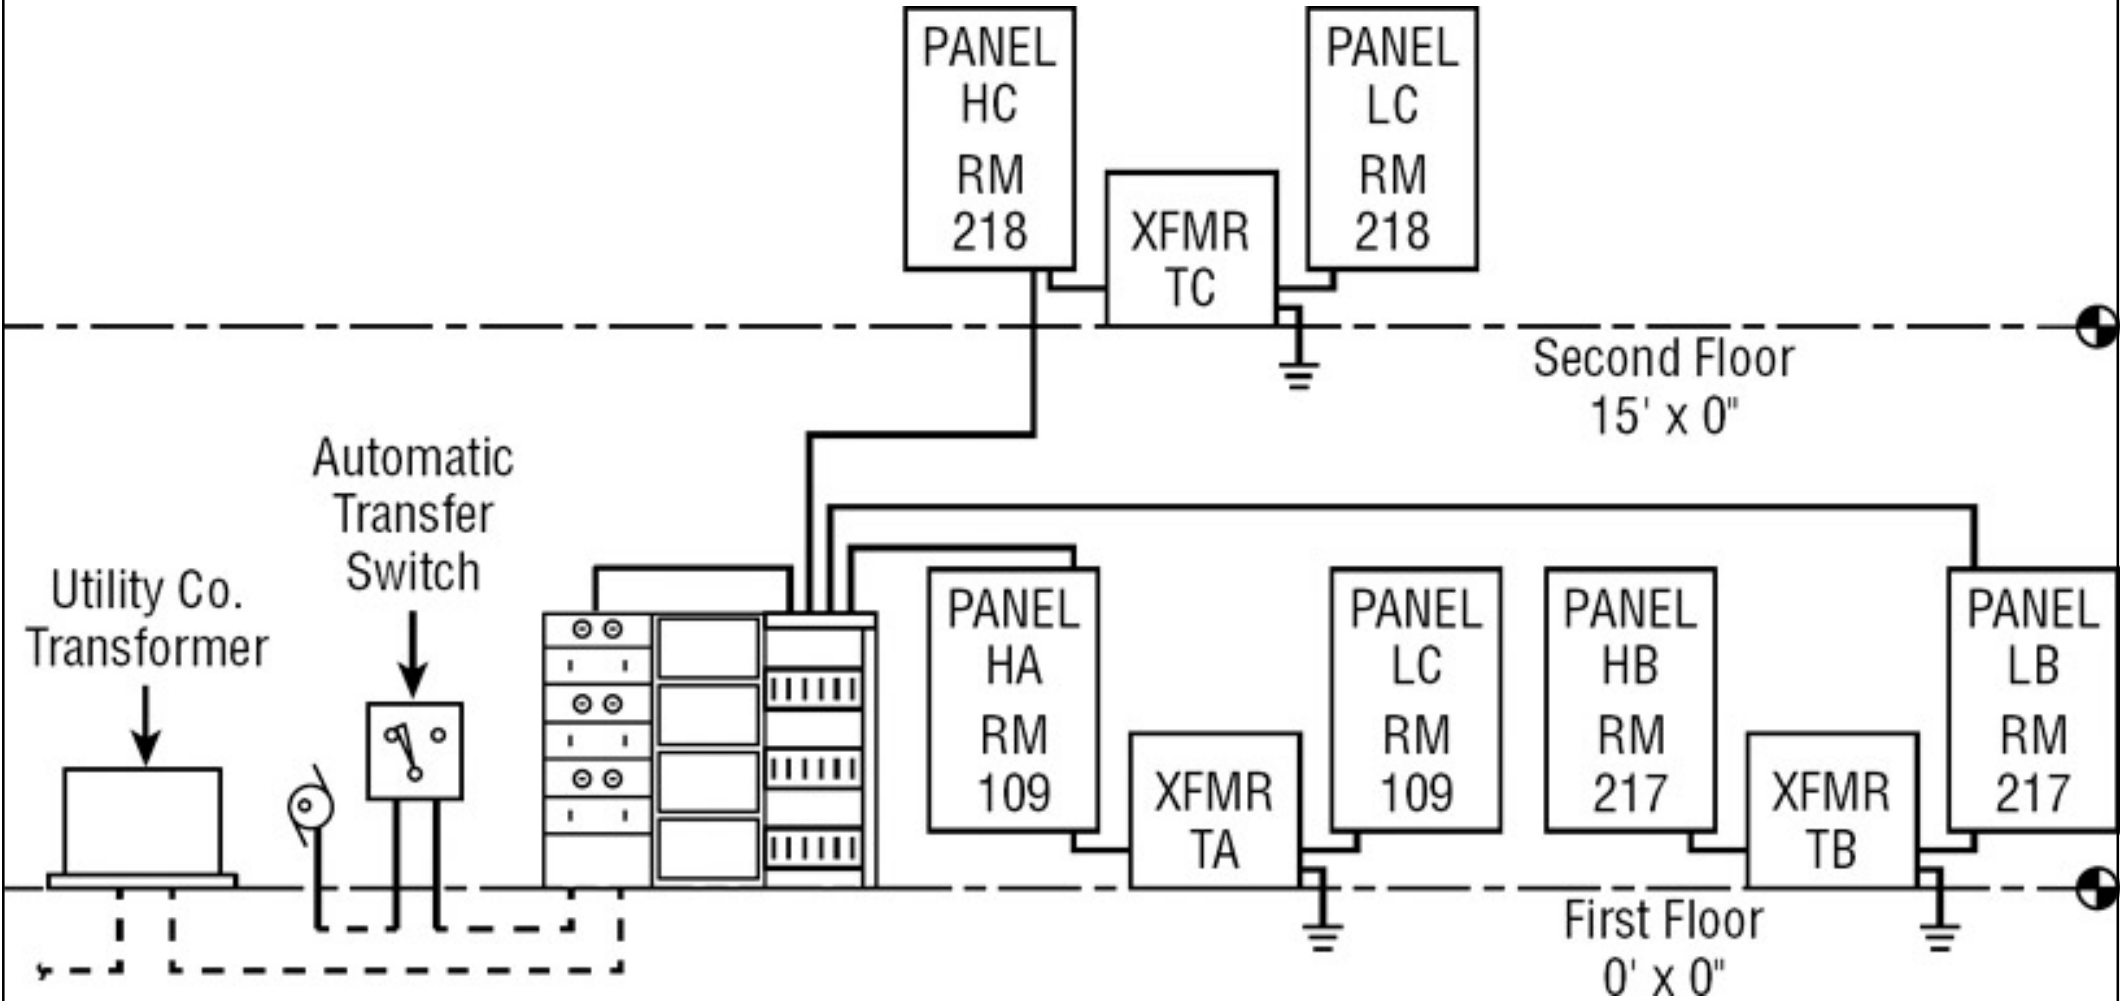 PANEL
HC
RM
218
XFMR
TC
PANEL
LC
RM
218
Second Floor
15' x 0"
Automatic
Transfer
Switch
Utility Co.
Transformer
PANEL
HA
RM
109
XFMR
TA
PANEL
LC
RM
109
PANEL
HB
RM
217
XFMR
TB
PANEL
LB
RM
217
First Floor
0' x 0"